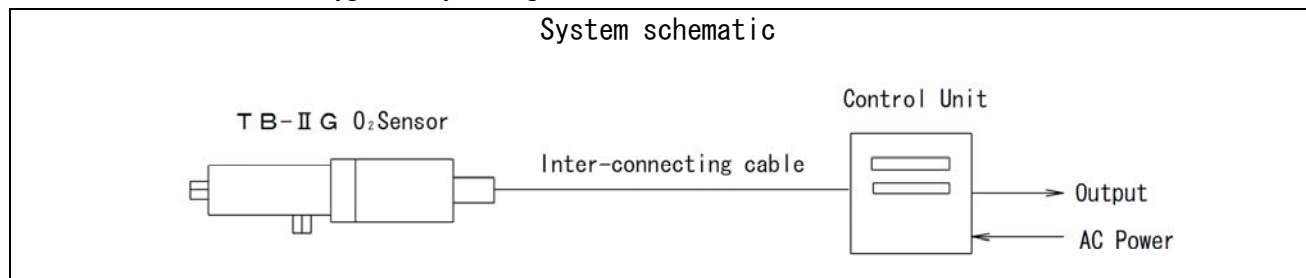 System schematic
Control Unit
TB-ⅡG O₂Sensor
Inter-connecting cable
Output
AC Power